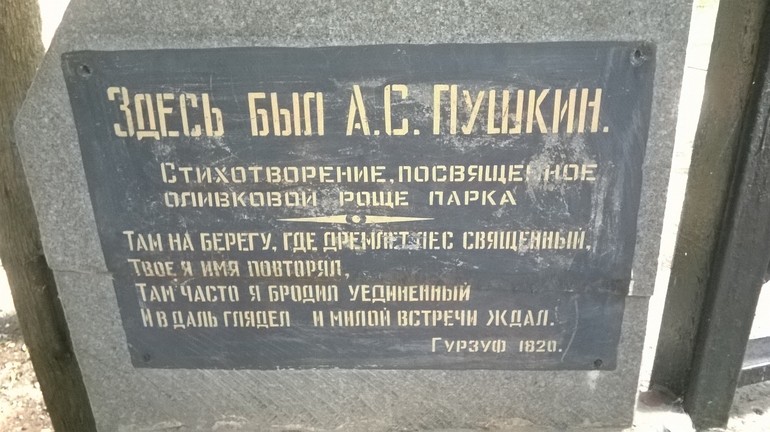 Здесь был А.С. Пушкин.
Стихотворение, посвященное
оливковой роще парка
Там на берегу, где дремлет лес священный,
Твое я имя повторял,
Там часто я бродил уединенный
И в даль глядел и милой встречи ждал.
Гурзуф 1820.